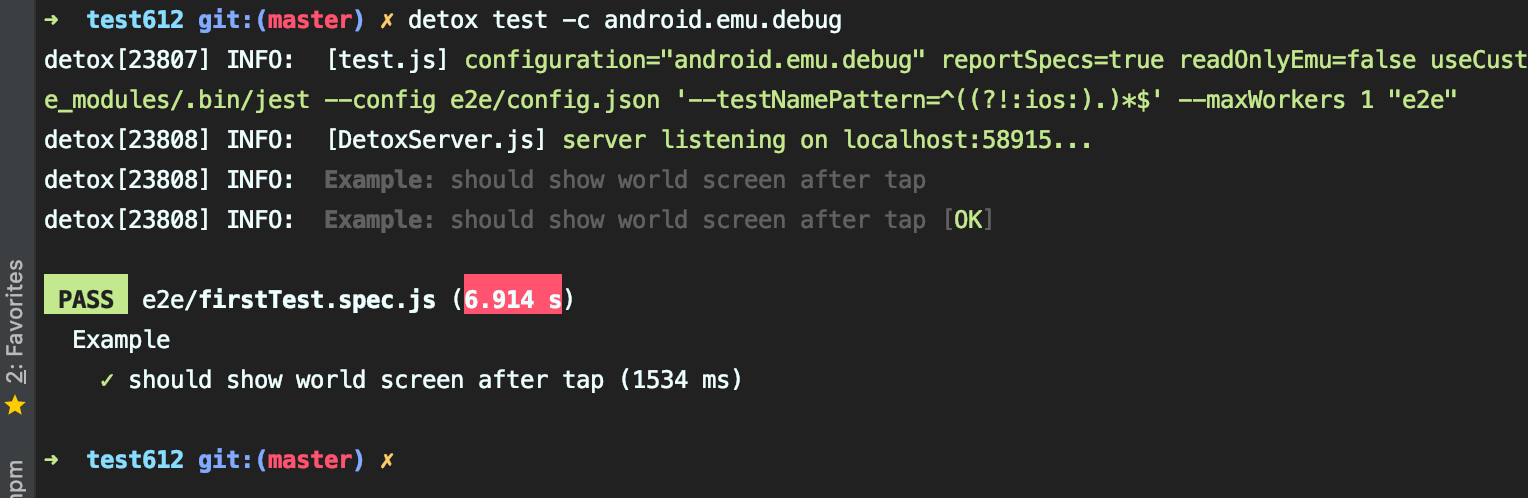 ➜ test612 git:(master) ✗ detox test -c android.emu.debug
detox[23807] INFO: [test.js] configuration="android.emu.debug" reportSpecs=true readOnlyEmu=false useCust
e_modules/.bin/jest --config e2e/config.json '--testNamePattern=^((?!:ios:).)*$' --maxWorkers 1 "e2e"
detox[23808] INFO: [DetoxServer.js] server listening on localhost:58915...
detox[23808] INFO: Example: should show world screen after tap
detox[23808] INFO: Example: should show world screen after tap [OK]
PASS e2e/firstTest.spec.js (6.914 s)
Example
✓ should show world screen after tap (1534 ms)
➜ test612 git:(master) ✗
2: Favorites
npm